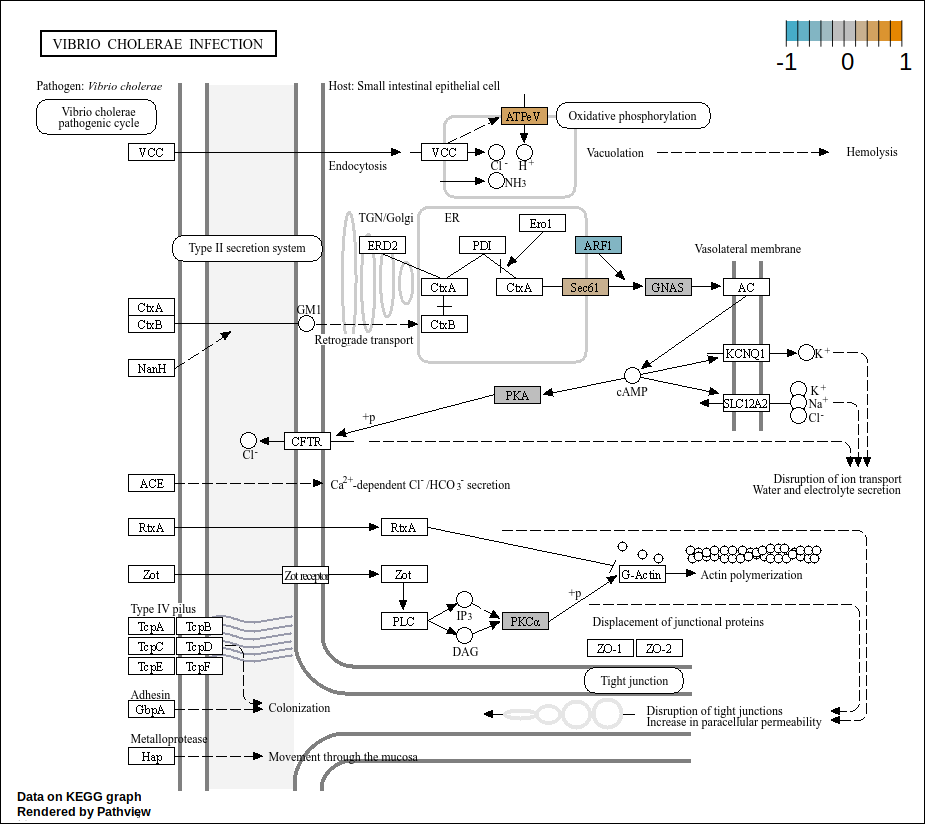 VIBRIO CHOLERAE INFECTION
-1 0 1
Pathogen: Vibrio cholerae
Host: Small intestinal epithelial cell
Vibrio cholerae
pathogenic cycle
ATPeV
Oxidative phosphorylation
VCC
VCC
Cl-
H+
Endocytosis
NH3
Vacuolation
Hemolysis
TGN/Golgi
ER
Ero1
Type II secretion system
ERD2
PDI
ARF1
Vasolateral membrane
CtxA
CtxA
Sec61
GNAS
AC
CtxA
CtxB
GM1
CtxB
Retrograde transport
NanH
KCNQ1
K+
cAMP
PKA
SLC12A2
K+
Na+
Cl-
+p
CFTR
Cl-
ACE
Ca2+-dependent Cl-/HCO3- secretion
Disruption of ion transport
Water and electrolyte secretion
RtxA
RtxA
Zot
Zot receptor
Zot
G-Actin
Actin polymerization
+p
PLC
IP3
DAG
PKCα
Type IV pilus
TcpA
TcpB
TcpC
TcpD
TcpE
TcpF
Displacement of junctional proteins
ZO-1
ZO-2
Tight junction
Adhesin
GbpA
Colonization
Disruption of tight junctions
Increase in paracellular permeability
Metalloprotease
Hap
Movement through the mucosa
Data on KEGG graph
Rendered by Pathview